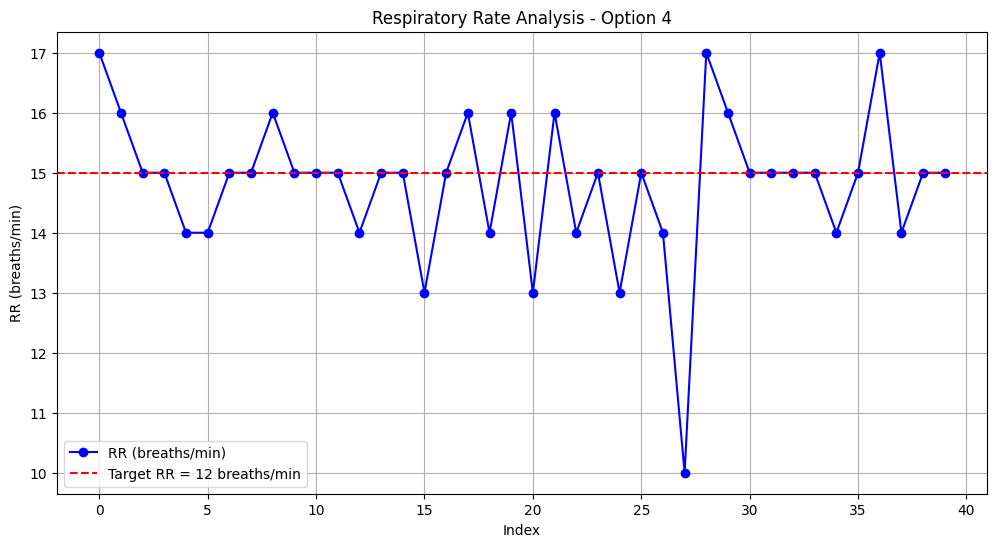 Respiratory Rate Analysis - Option 4
17
16
15
14
13
12
11
10
RR (breaths/min)
RR (breaths/min)
Target RR = 12 breaths/min
0 5 10 15 20 25 30 35 40
Index